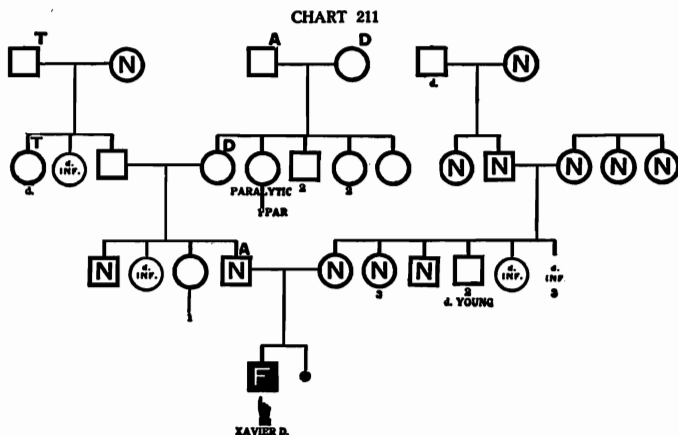 CHART 211
T A D
N N
d.
T D
d. N N N N N
INF.
d. PARALYTIC 2 2
1 PAR
A
N d. N N N N d. d.
INF. INF. INF.
3 2 3
1 d. YOUNG
F
XAVIER D.